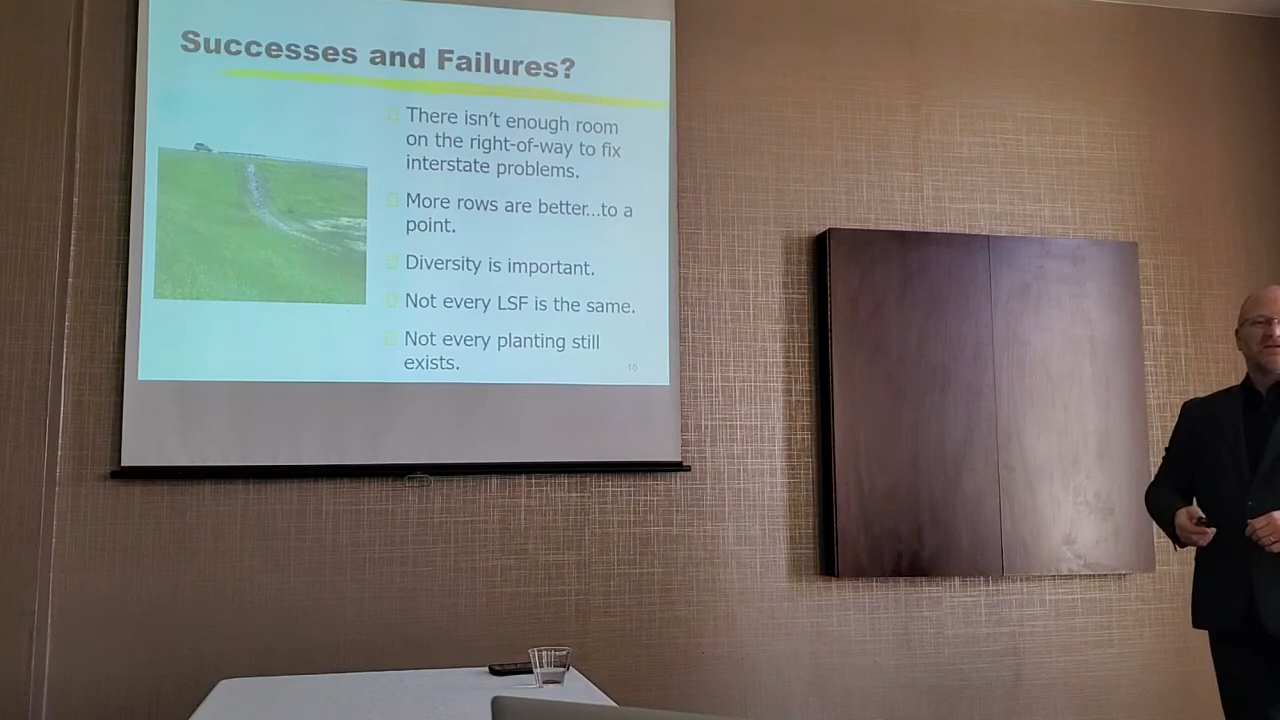 Successes and Failures?
There isn't enough room
on the right-of-way to fix
interstate problems.
More rows are better...to a
point.
Diversity is important.
Not every LSF is the same.
Not every planting still
exists.
16